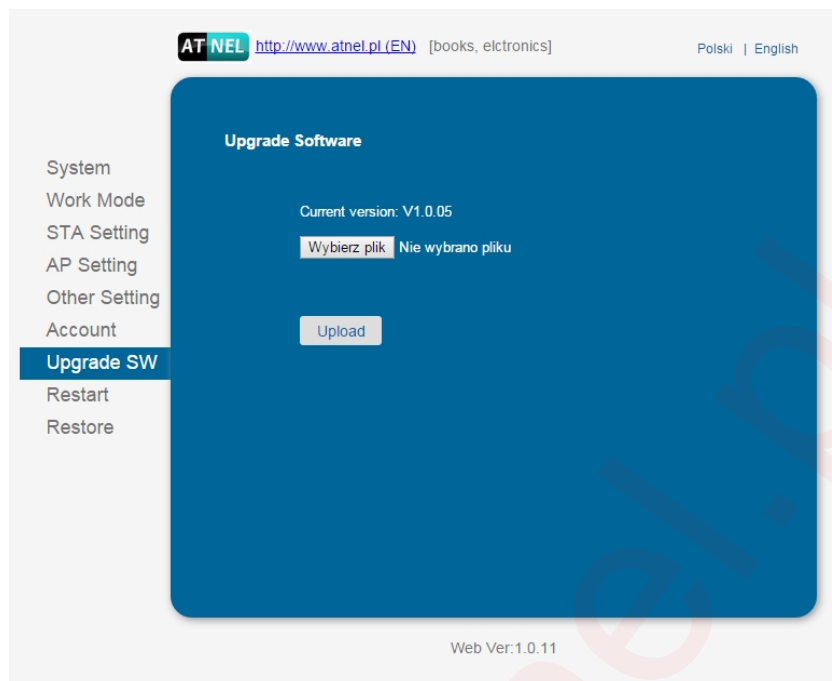 AT NEL http://www.atnel.pl (EN) [books, elctronics]
Polski | English
Upgrade Software
System
Work Mode
STA Setting
AP Setting
Other Setting
Account
Upgrade SW
Restart
Restore
Current version: V1.0.05
Wybierz plik Nie wybrano pliku
Upload
Web Ver:1.0.11